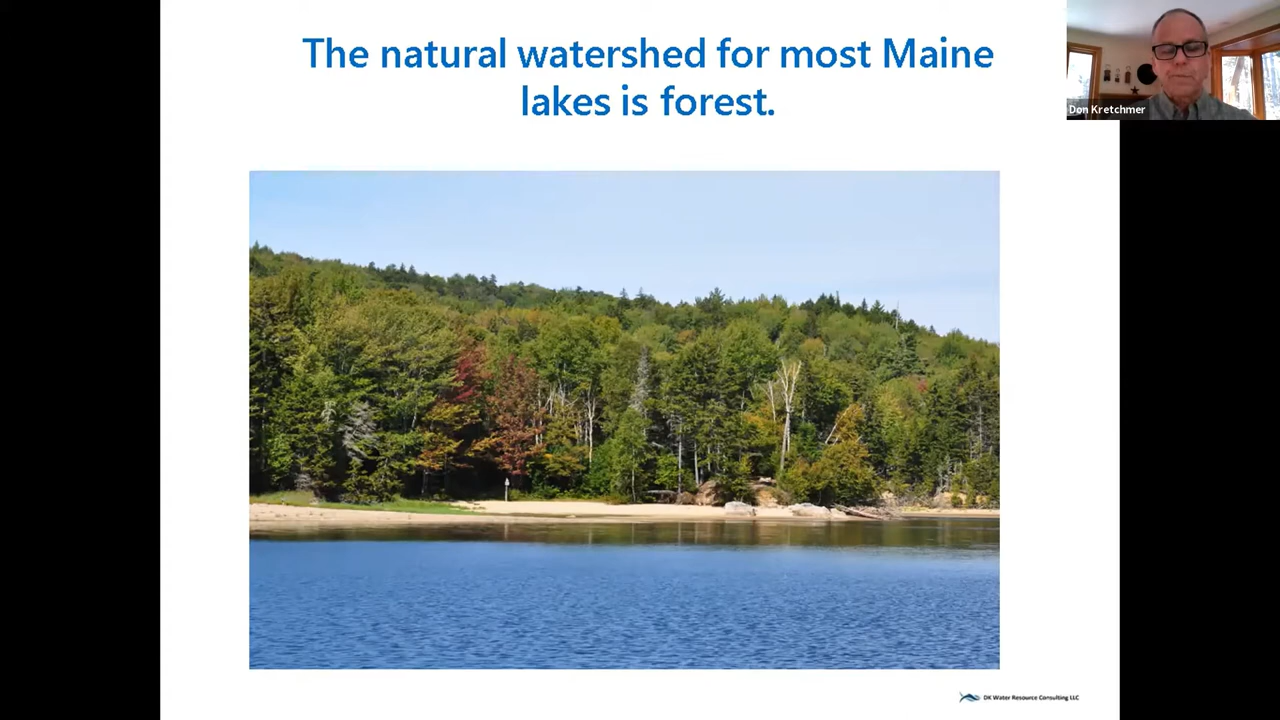 The natural watershed for most Maine
lakes is forest.
Don Kretchmer
DK Water Resource Consulting LLC